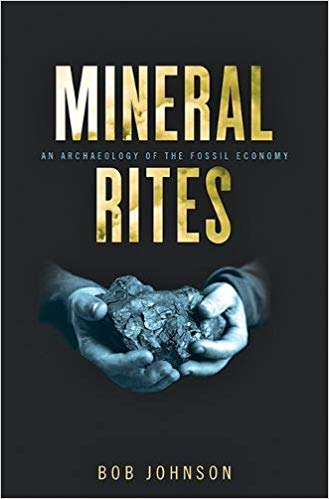 MINERAL
AN ARCHAEOLOGY OF THE FOSSIL ECONOMY
RITES
BOB JOHNSON